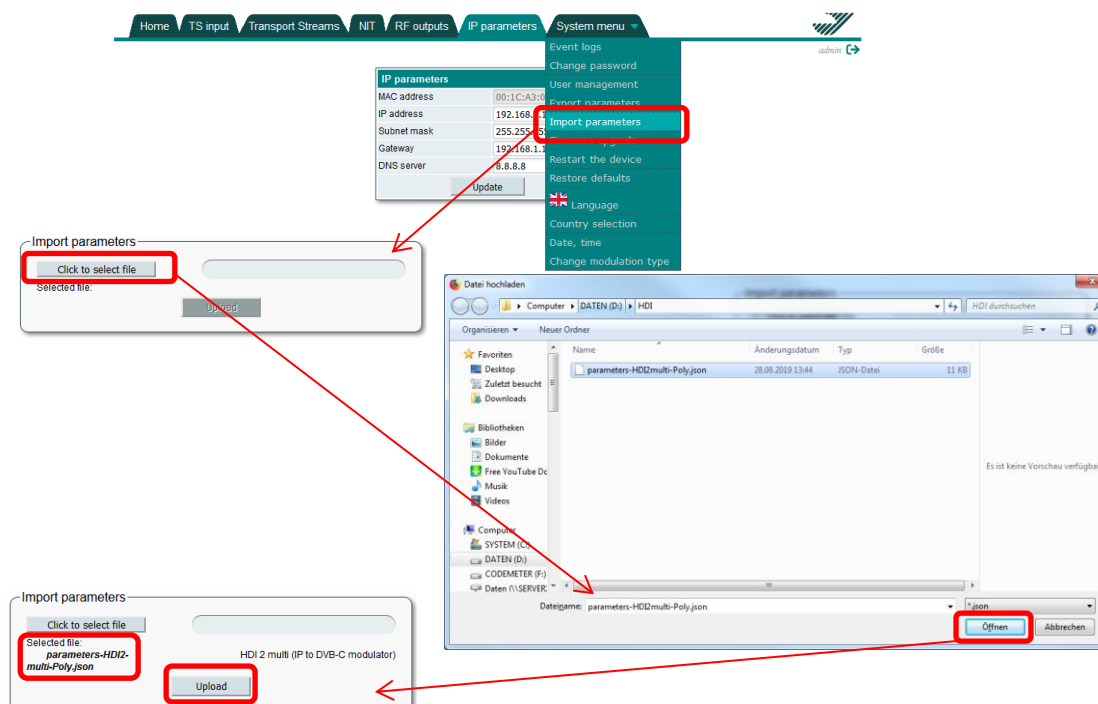 Home TS input Transport Streams NIT RF outputs IP parameters System menu
admin
Event logs
Change password
User management
Export parameters
Import parameters
Restart the device
Restore defaults
Language
Country selection
Date, time
Change modulation type
IP parameters
MAC address 00:1C:A3:0
IP address 192.168.
Subnet mask 255.255.
Gateway 192.168.1.1
DNS server 8.8.8.8
Update
Import parameters
Click to select file
Selected file:
Upload
Datei hochladen
Computer DATEN (D:) HDI HDI durchsuchen
Organisieren Neuer Ordner
Name Änderungsdatum Typ Größe
parameters-HDI2multi-Poly.json 28.08.2019 13:44 JSON-Datei 11 KB
Favoriten
Desktop
Zuletzt besucht
Downloads
Bibliotheken
Bilder
Dokumente
Free YouTube Dc
Musik
Videos
Computer
SYSTEM (C:)
DATEN (D:)
CODEMETER (F:)
Daten (\\SERVER
Es ist keine Vorschau verfügba
Dateiname: parameters-HDI2multi-Poly.json *.json
Öffnen Abbrechen
Import parameters
Click to select file
Selected file:
parameters-HDI2-
multi-Poly.json
HDI 2 multi (IP to DVB-C modulator)
Upload